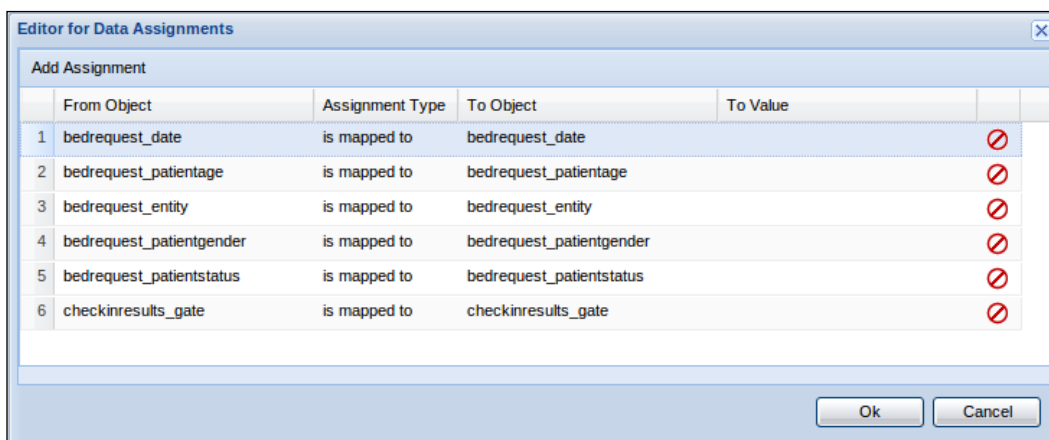 Editor for Data Assignments
Add Assignment
From Object Assignment Type To Object To Value
1 bedrequest_date is mapped to bedrequest_date
2 bedrequest_patientage is mapped to bedrequest_patientage
3 bedrequest_entity is mapped to bedrequest_entity
4 bedrequest_patientgender is mapped to bedrequest_patientgender
5 bedrequest_patientstatus is mapped to bedrequest_patientstatus
6 checkinresults_gate is mapped to checkinresults_gate
Ok Cancel